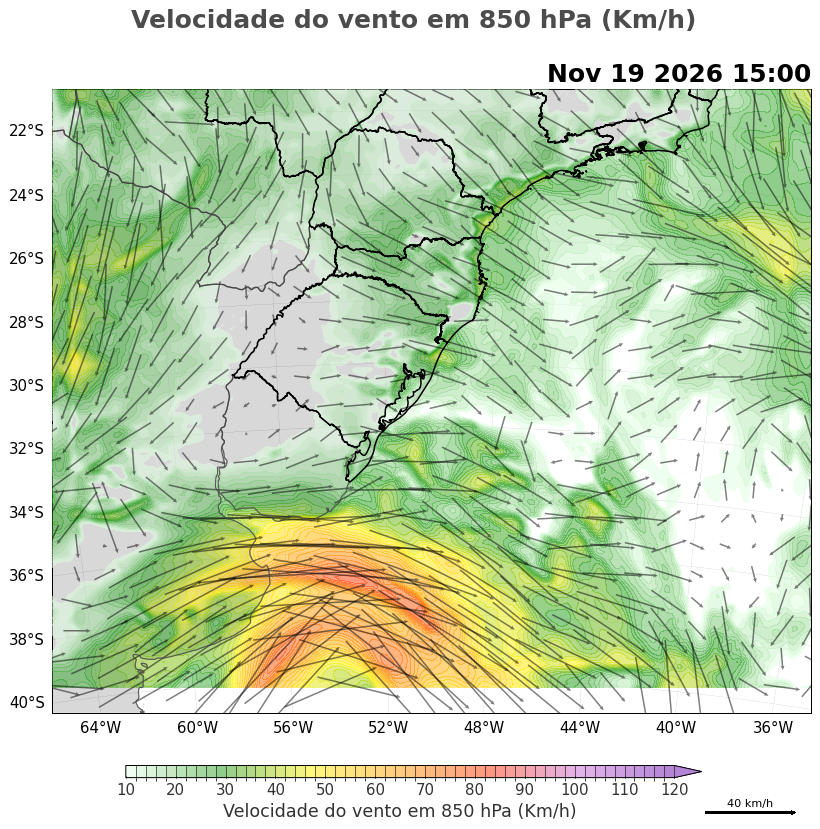 Velocidade do vento em 850 hPa (Km/h)
Nov 19 2026 15:00
22°S
24°S
26°S
28°S
30°S
32°S
34°S
36°S
38°S
40°S
64°W 60°W 56°W 52°W 48°W 44°W 40°W 36°W
10 20 30 40 50 60 70 80 90 100 110 120
Velocidade do vento em 850 hPa (Km/h)
40 km/h